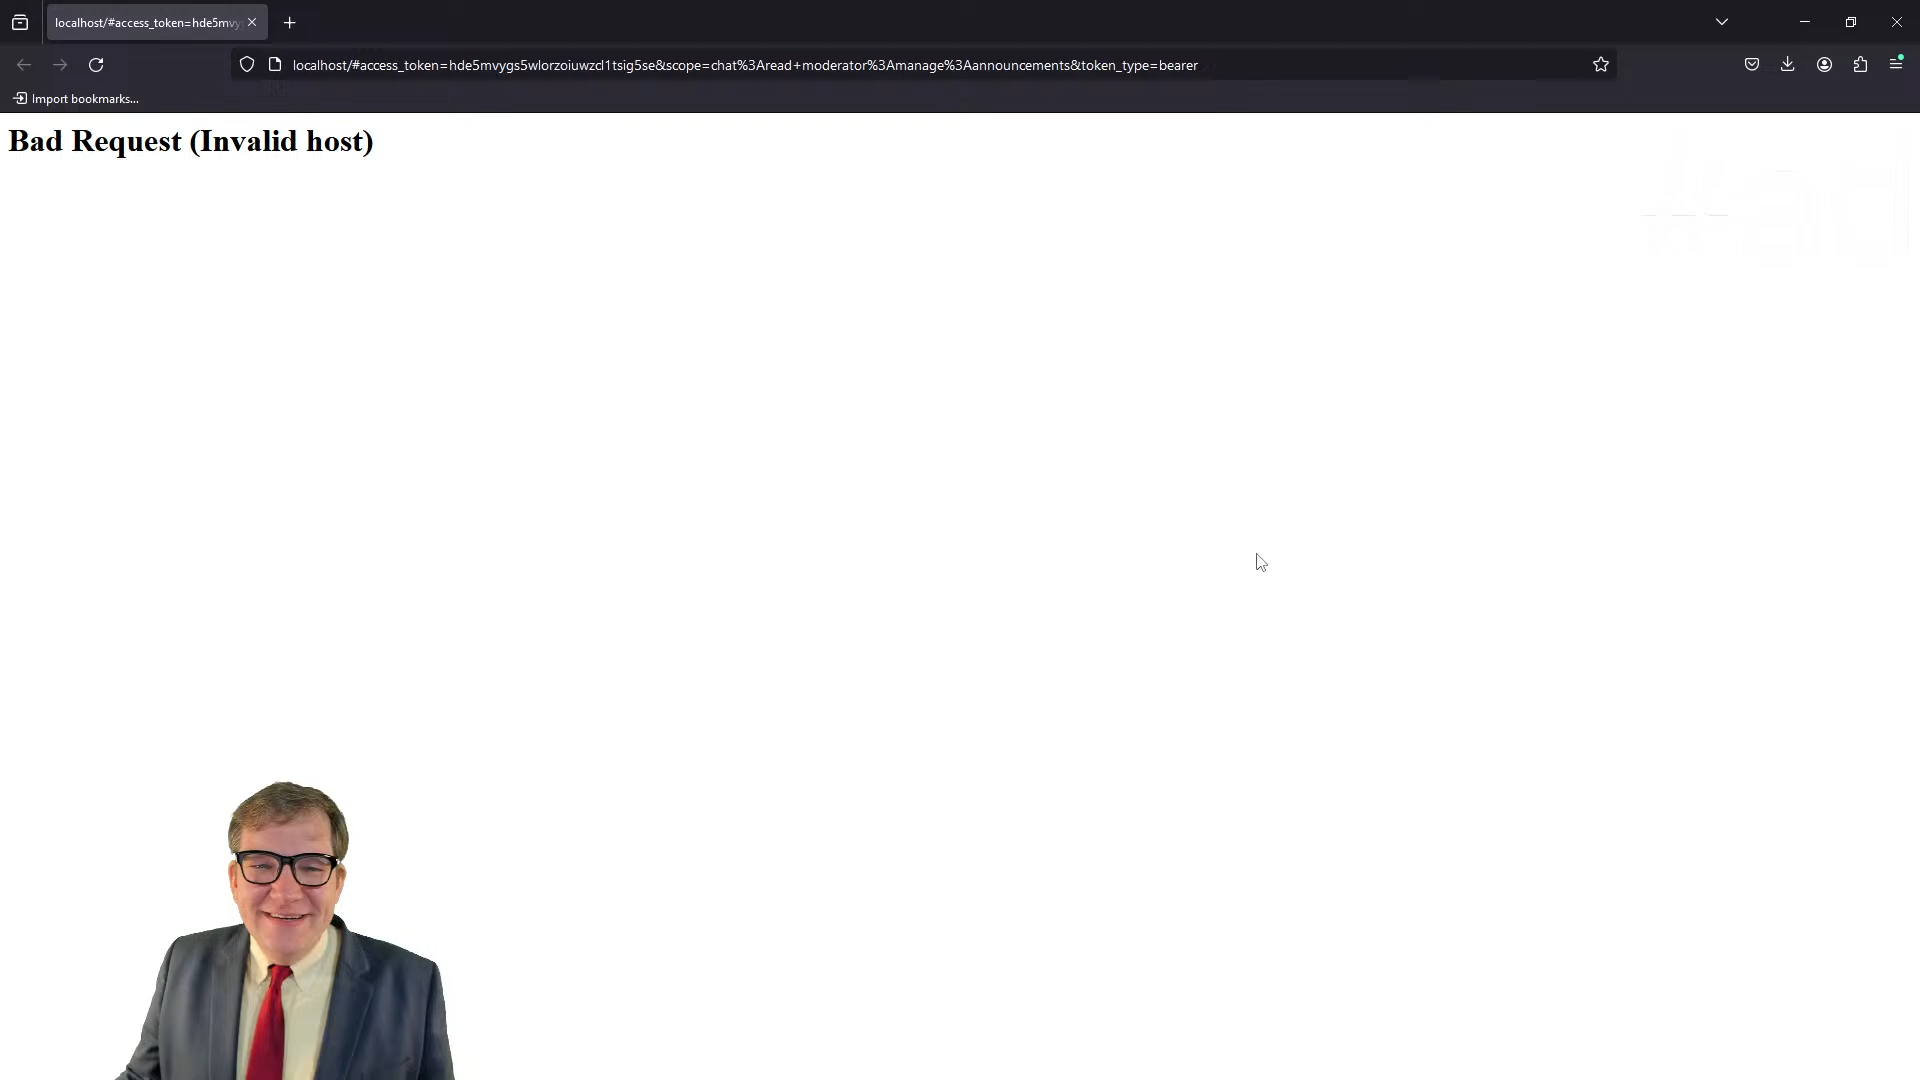 localhost/#access_token=hde5mvy
localhost/#access_token=hde5mvygs5wlorzoiuwzcl1tsig5se&scope=chat%3Aread+moderator%3Amanage%3Aannouncements&token_type=bearer
Import bookmarks...
Bad Request (Invalid host)